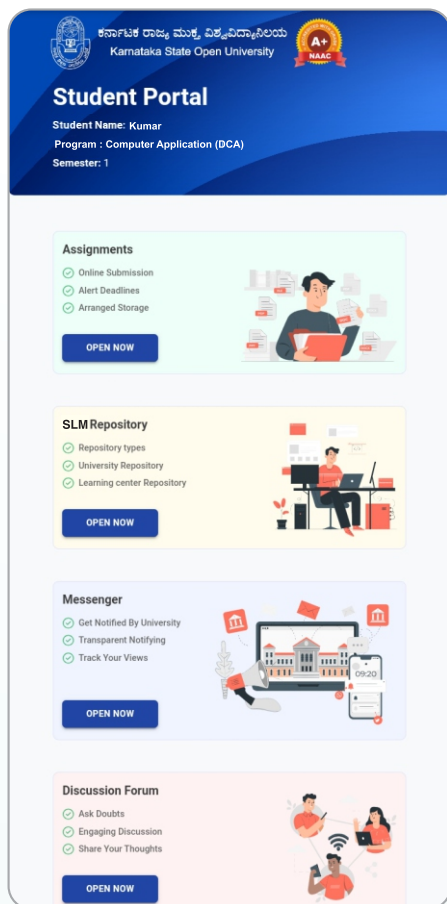 ಕರ್ನಾಟಕ ರಾಜ್ಯ ಮುಕ್ತ ವಿಶ್ವವಿದ್ಯಾನಿಲಯ
Karnataka State Open University
A+
NAAC
Student Portal
Student Name: Kumar
Program : Computer Application (DCA)
Semester: 1
Assignments
Online Submission
Alert Deadlines
Arranged Storage
OPEN NOW
SLM Repository
Repository types
University Repository
Learning center Repository
OPEN NOW
Messenger
Get Notified By University
Transparent Notifying
Track Your Views
09:20
OPEN NOW
Discussion Forum
Ask Doubts
Engaging Discussion
Share Your Thoughts
OPEN NOW